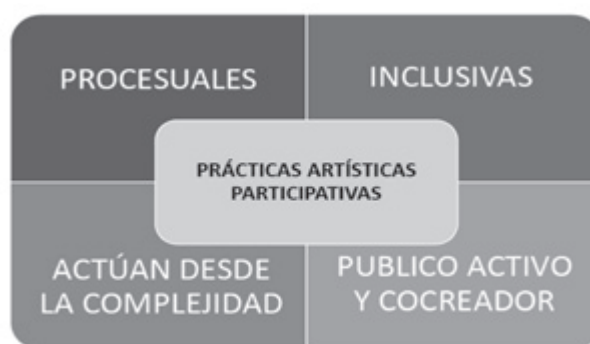 PROCESUALES
INCLUSIVAS
PRÁCTICAS ARTÍSTICAS
PARTICIPATIVAS
ACTÚAN DESDE
LA COMPLEJIDAD
PUBLICO ACTIVO
Y COCREADOR